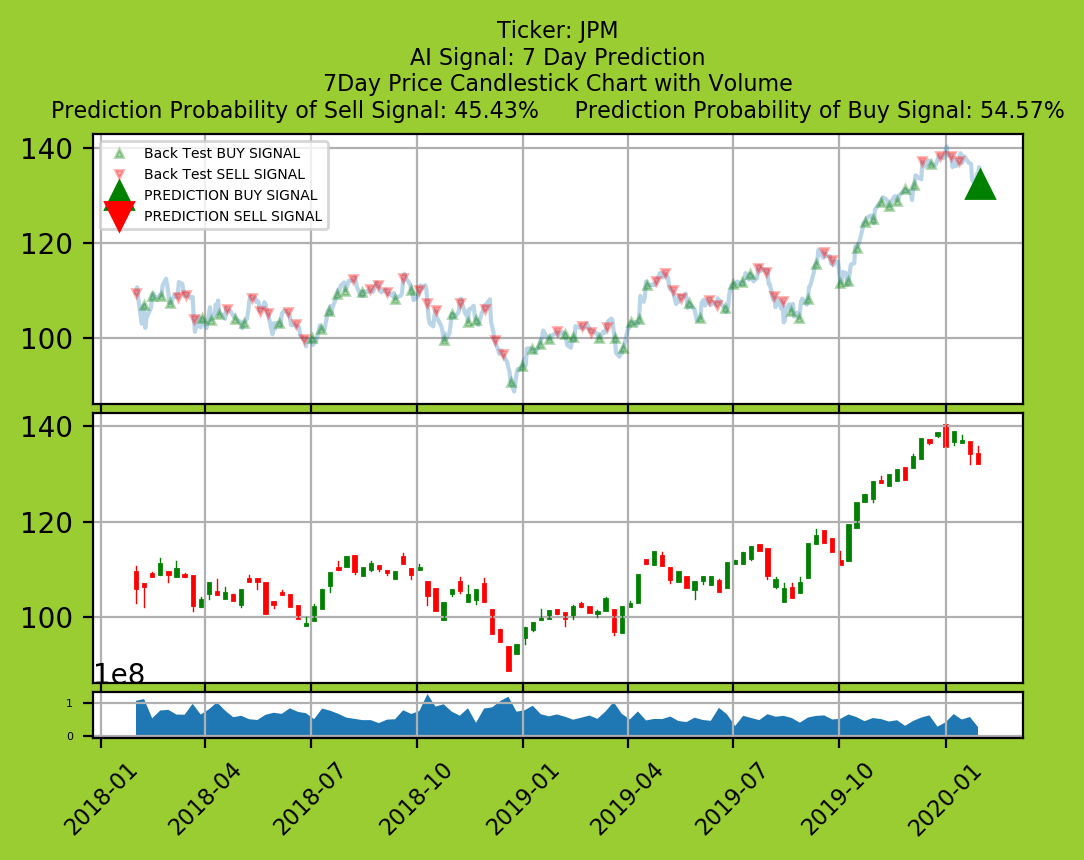 Ticker: JPM
AI Signal: 7 Day Prediction
7Day Price Candlestick Chart with Volume
Prediction Probability of Sell Signal: 45.43% Prediction Probability of Buy Signal: 54.57%
Back Test BUY SIGNAL
Back Test SELL SIGNAL
PREDICTION BUY SIGNAL
PREDICTION SELL SIGNAL
140
120
100
140
120
100
1e8
1
0
2018-01 2018-04 2018-07 2018-10 2019-01 2019-04 2019-07 2019-10 2020-01